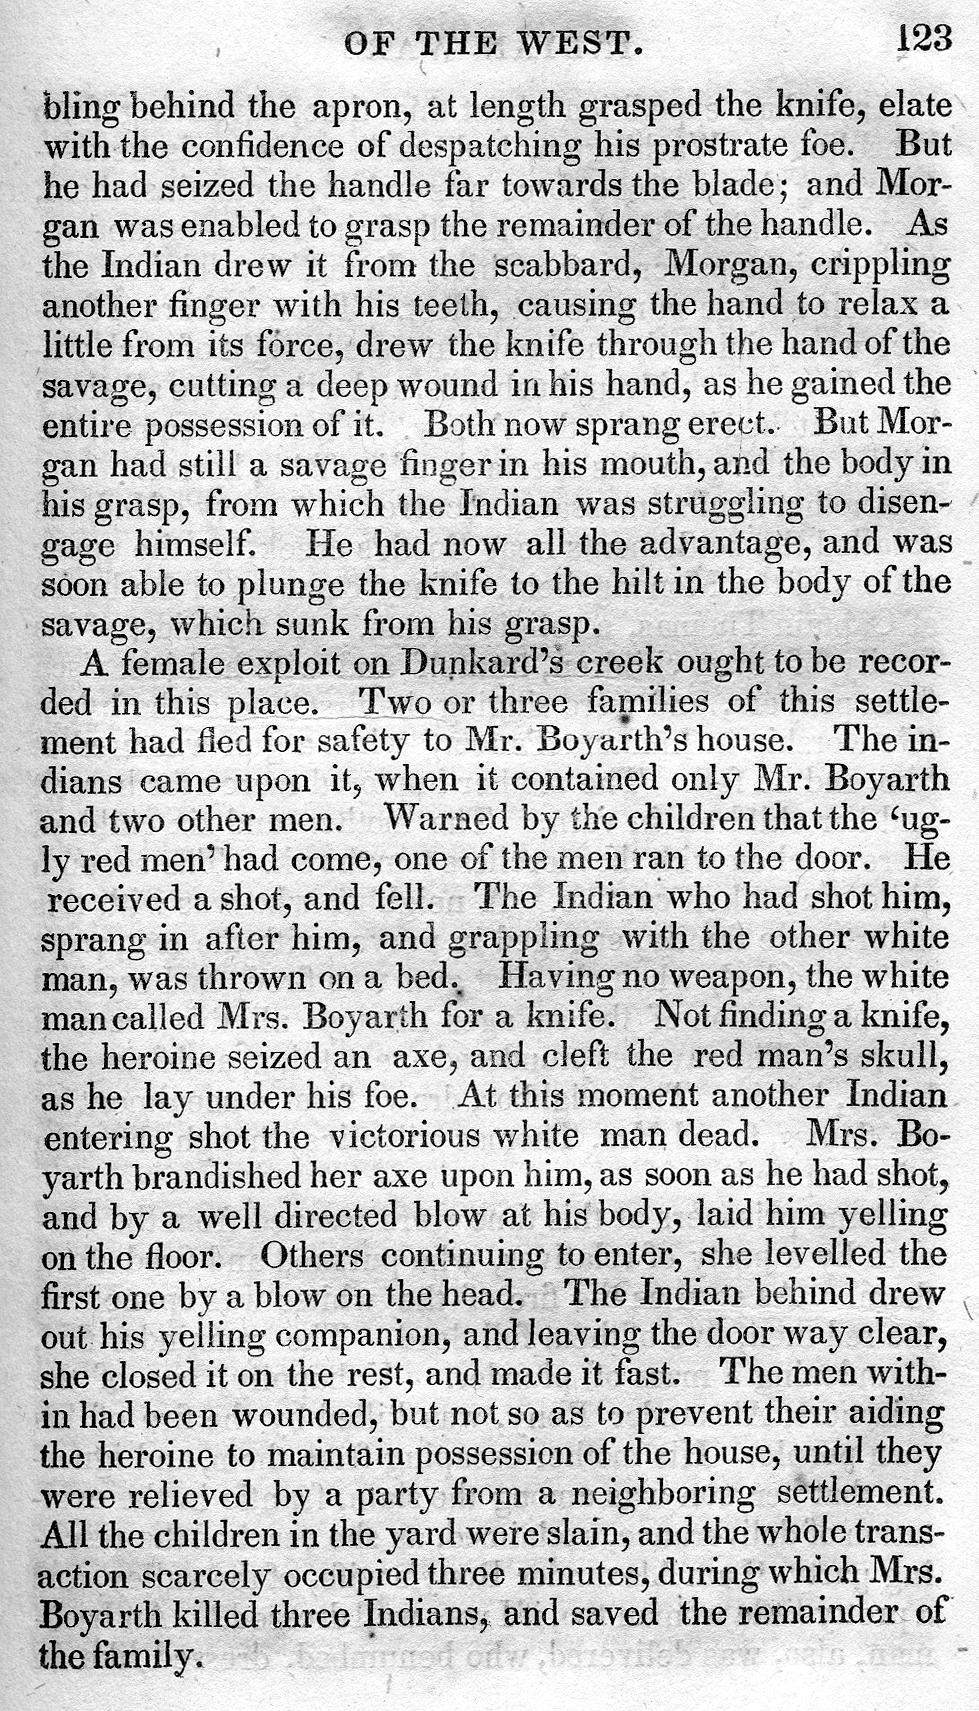 OF THE WEST. 123
bling behind the apron, at length grasped the knife, elate
with the confidence of despatching his prostrate foe. But
he had seized the handle far towards the blade; and Mor-
gan was enabled to grasp the remainder of the handle. As
the Indian drew it from the scabbard, Morgan, crippling
another finger with his teeth, causing the hand to relax a
little from its force, drew the knife through the hand of the
savage, cutting a deep wound in his hand, as he gained the
entire possession of it. Both now sprang erect. But Mor-
gan had still a savage finger in his mouth, and the body in
his grasp, from which the Indian was struggling to disen-
gage himself. He had now all the advantage, and was
soon able to plunge the knife to the hilt in the body of the
savage, which sunk from his grasp.
A female exploit on Dunkard's creek ought to be recor-
ded in this place. Two or three families of this settle-
ment had fled for safety to Mr. Boyarth's house. The in-
dians came upon it, when it contained only Mr. Boyarth
and two other men. Warned by the children that the ‘ug-
ly red men’ had come, one of the men ran to the door. He
received a shot, and fell. The Indian who had shot him,
sprang in after him, and grappling with the other white
man, was thrown on a bed. Having no weapon, the white
man called Mrs. Boyarth for a knife. Not finding a knife,
the heroine seized an axe, and cleft the red man's skull,
as he lay under his foe. At this moment another Indian
entering shot the victorious white man dead. Mrs. Bo-
yarth brandished her axe upon him, as soon as he had shot,
and by a well directed blow at his body, laid him yelling
on the floor. Others continuing to enter, she levelled the
first one by a blow on the head. The Indian behind drew
out his yelling companion, and leaving the door way clear,
she closed it on the rest, and made it fast. The men with-
in had been wounded, but not so as to prevent their aiding
the heroine to maintain possession of the house, until they
were relieved by a party from a neighboring settlement.
All the children in the yard were slain, and the whole trans-
action scarcely occupied three minutes, during which Mrs.
Boyarth killed three Indians, and saved the remainder of
the family.